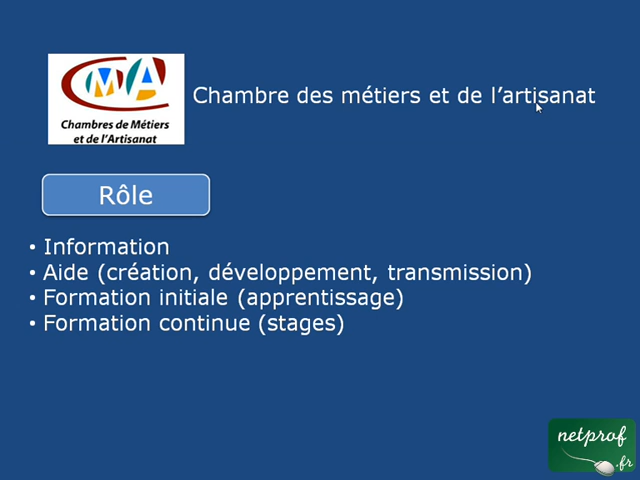 CMA
Chambres de Métiers
et de l'Artisanat
Chambre des métiers et de l'artisanat
Rôle
• Information
• Aide (création, développement, transmission)
• Formation initiale (apprentissage)
• Formation continue (stages)
netprof
.fr